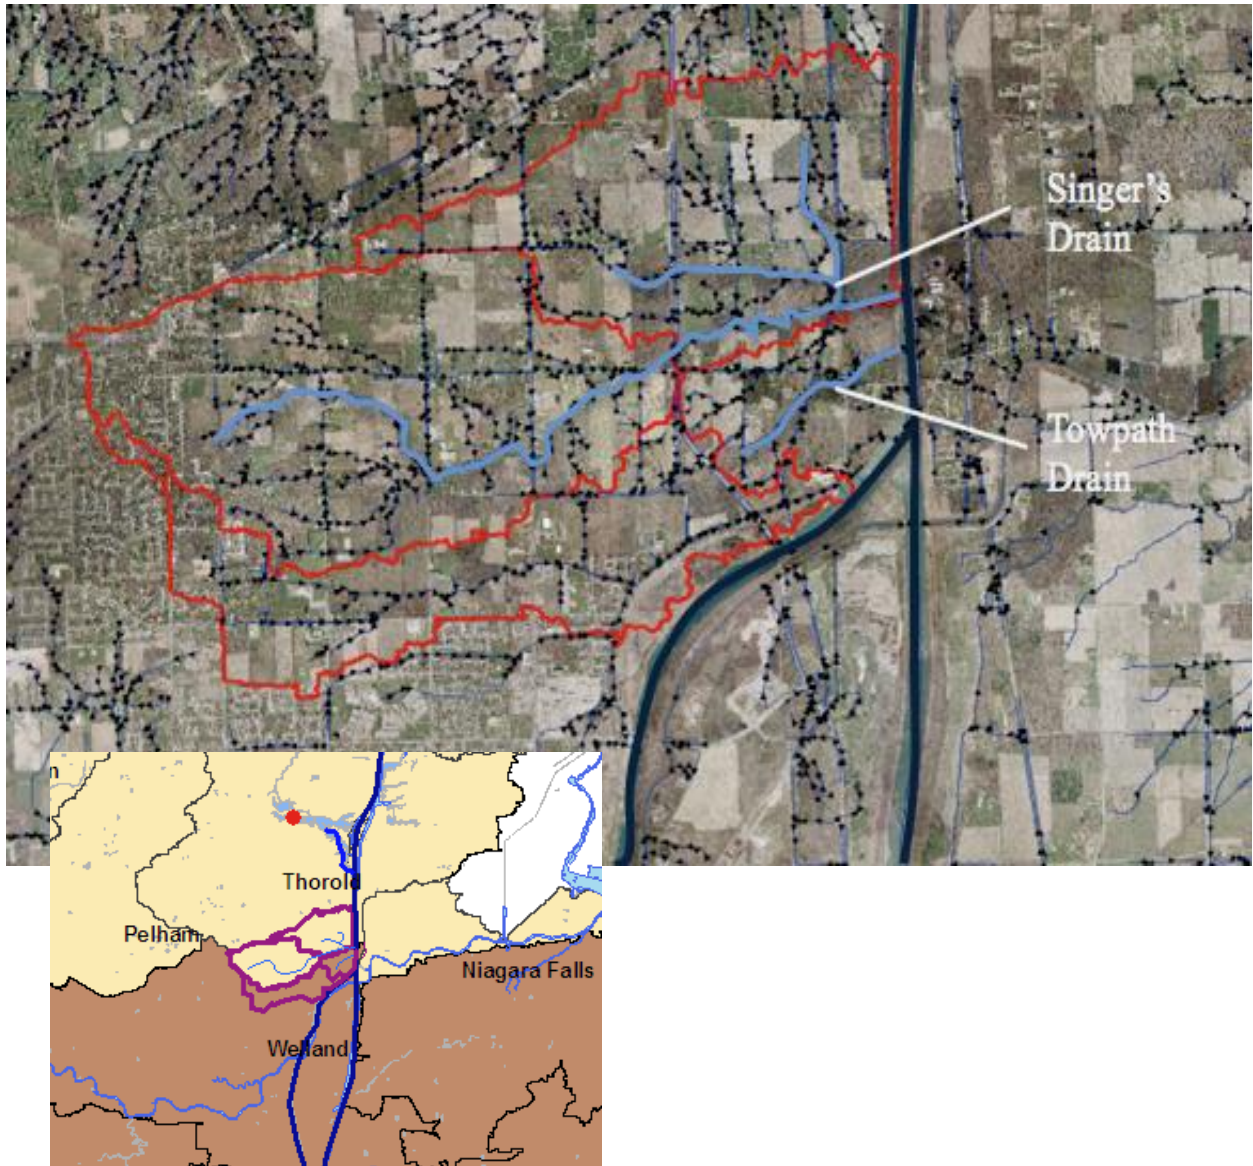 Singer's
Drain
Towpath
Drain
n
Thorold
Pelham
Niagara Falls
Welland